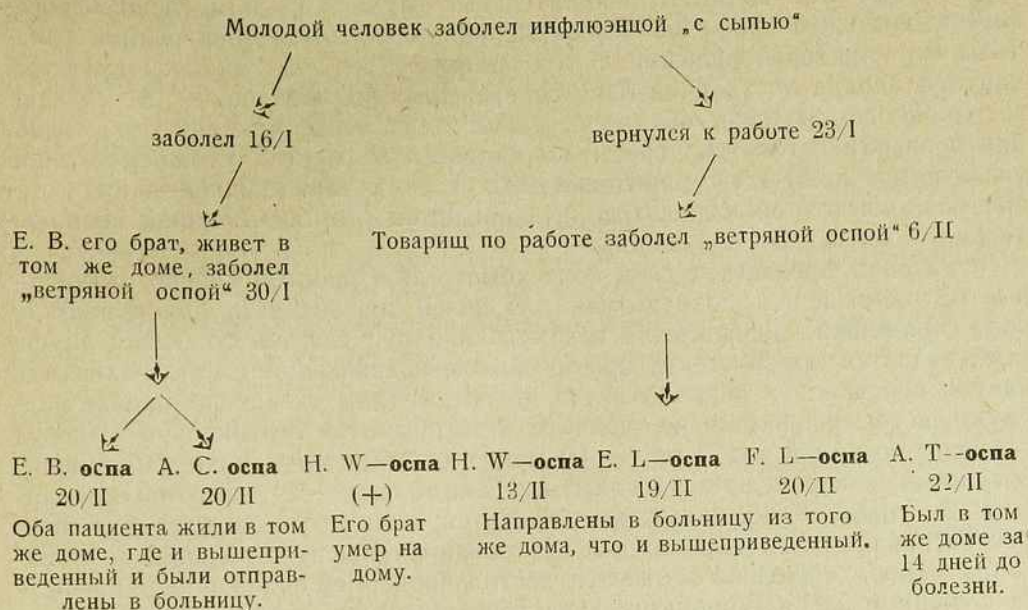 Молодой человек заболел инфлюэнцой „с сыпью“
заболел 16/I
вернулся к работе 23/I
Е. В. его брат, живет в
том же доме, заболел
„ветряной оспой“ 30/I
Товарищ по работе заболел „ветряной оспой“ 6/II
Е. В. оспа А. С. оспа Н. W—оспа Н. W—оспа Е. L—оспа F. L—оспа А. Т--оспа
20/II 20/II (+) 13/II 19/II 20/II 22/II
Оба пациента жили в том
же доме, где и вышепри-
веденный и были отправ-
лены в больницу.
Его брат
умер на
дому.
Направлены в больницу из того
же дома, что и вышеприведенный.
Был в том
же доме за
14 дней до
болезни.